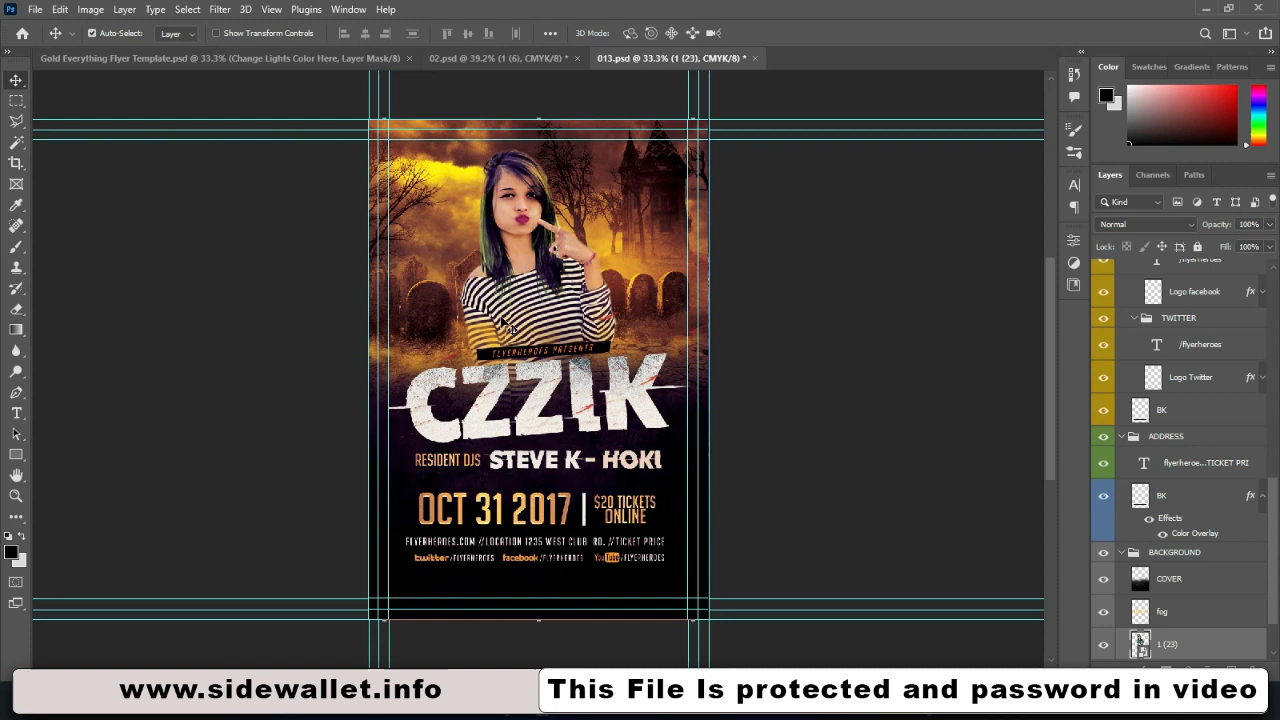 Ps File Edit Image Layer Type Select Filter 3D View Plugins Window Help
Auto-Select: Layer Show Transform Controls 3D Mode:
Gold Everything Flyer Template.psd @ 33.3% (Change Lights Color Here, Layer Mask/8) × 02.psd @ 39.2% (1 (6), CMYK/8) * × 013.psd @ 33.3% (1 (23), CMYK/8) * ×
Color Swatches Gradients Patterns
Layers Channels Paths
Kind
Normal Opacity: 100%
Lock: Fill: 100%
/flyerheroes
Logo facebook fx
TWITTER
/flyerheroes
Logo Twitter fx
BK
ADDRESS
flyerheroe...TICKET PRI
BK fx
Effects
Color Overlay
BACKGROUND
COVER
fog
1 (23)
FLYERHEROES PRESENTS
CZZIK
RESIDENT DJS STEVE K - HOKI
OCT 31 2017 | $20 TICKETS
ONLINE
FLYERHEROES.COM //LOCATION 1235 WEST CLUB RD. //TICKET PRICE
twitter/FLYERHEROES facebook/FLYERHEROES YouTube/FLYERHEROES
www.sidewallet.info
This File Is protected and password in video